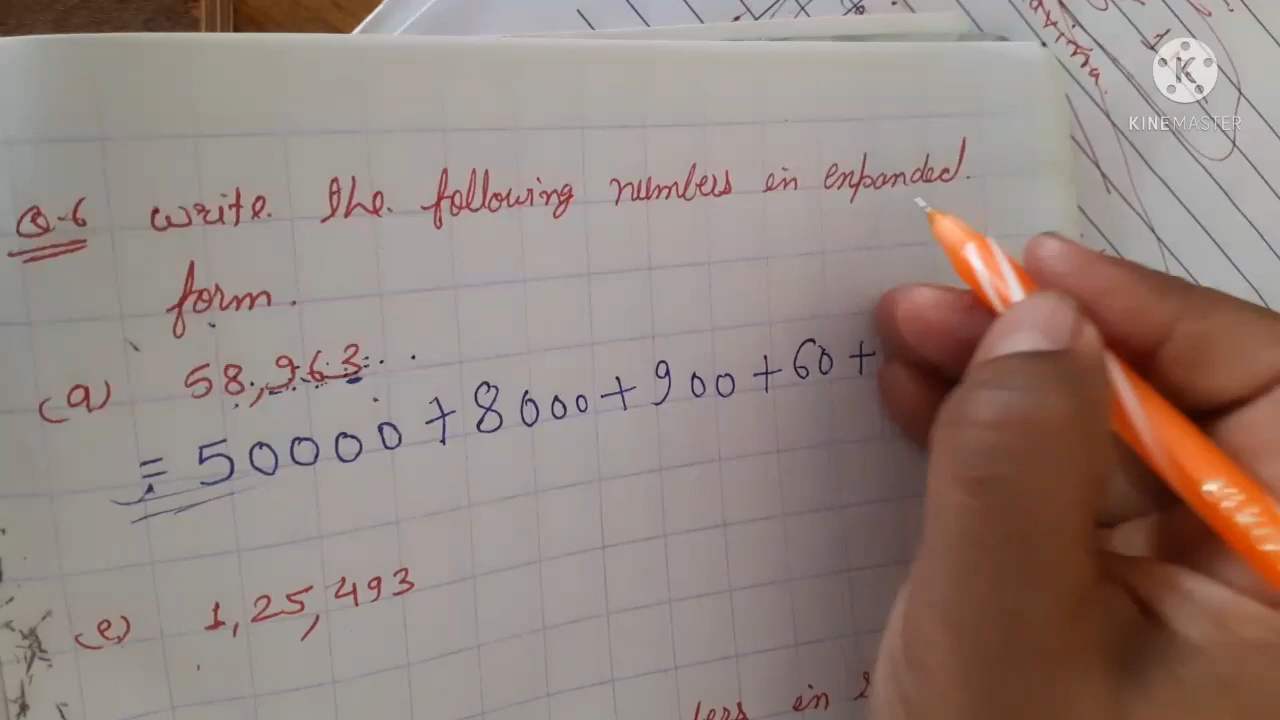 KINEMASTER
Q-6 write the following numbers in expanded
form.
(a) 58,963
= 50000 + 8000 + 900 + 60 +
(e) 1,25,493
in